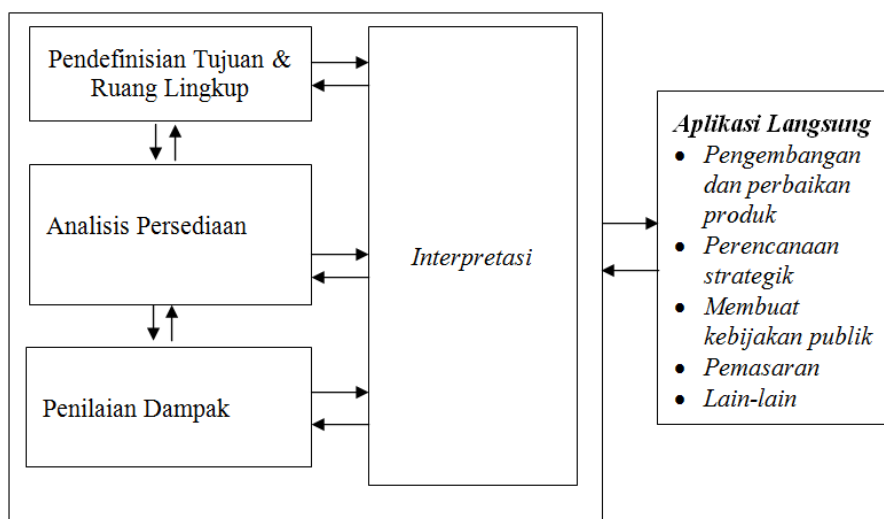 Pendefinisian Tujuan &
Ruang Lingkup
Analisis Persediaan
Penilaian Dampak
Interpretasi
Aplikasi Langsung
• Pengembangan
dan perbaikan
produk
• Perencanaan
strategik
• Membuat
kebijakan publik
• Pemasaran
• Lain-lain